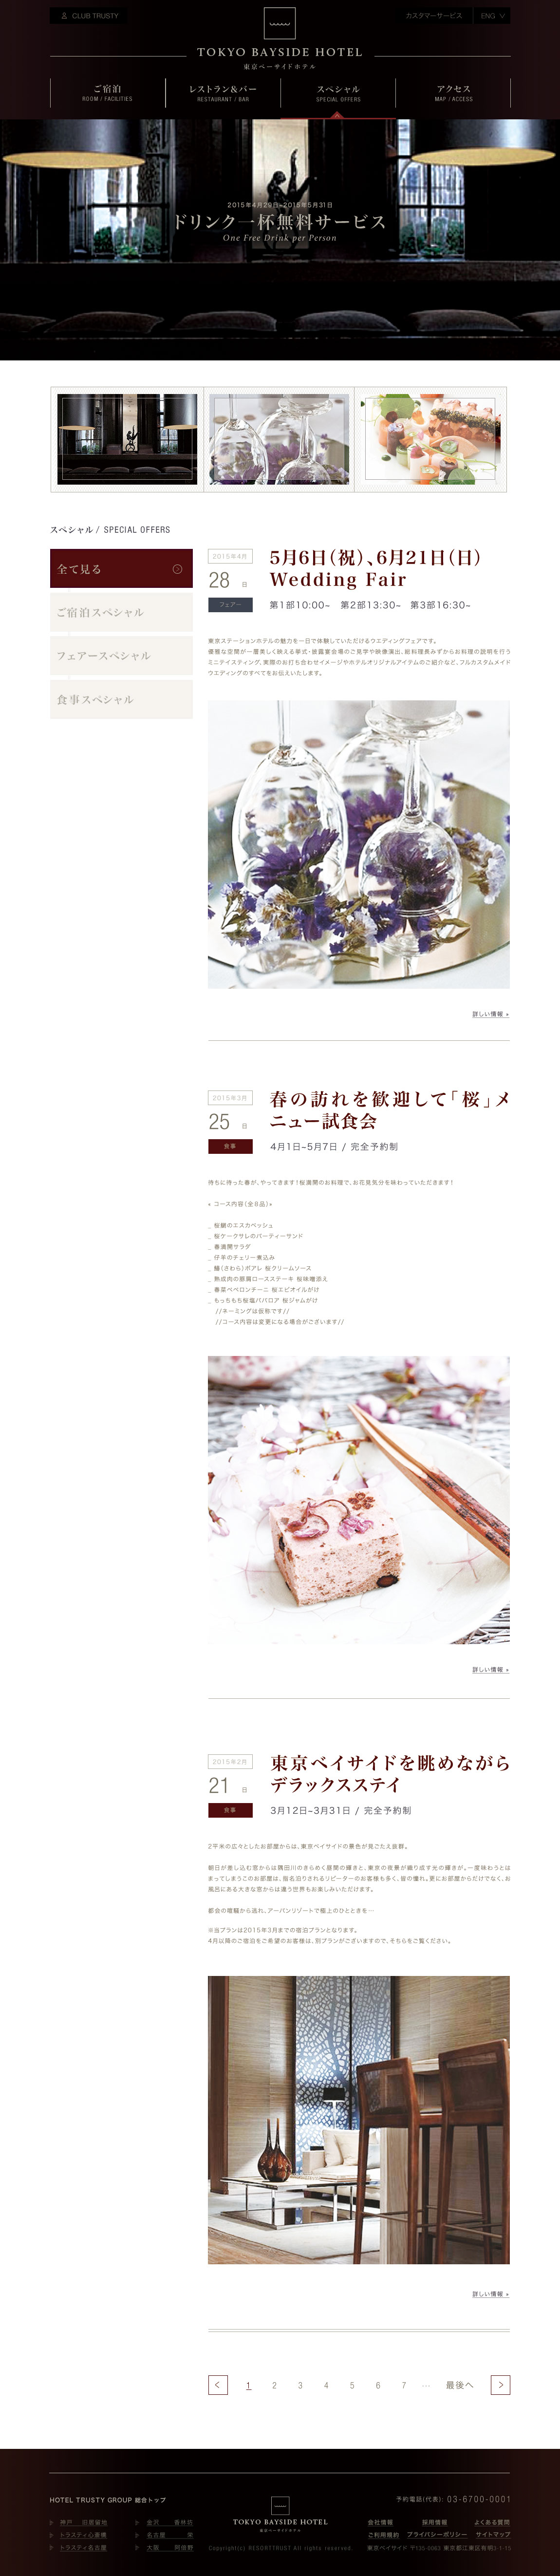 CLUB TRUSTY
カスタマーサービス
ENG
TOKYO BAYSIDE HOTEL
東京ベーサイドホテル
ご宿泊
ROOM / FACILITIES
レストラン&バー
RESTAURANT / BAR
スペシャル
SPECIAL OFFERS
アクセス
MAP / ACCESS
2015年4月29日~2015年5月31日
ドリンク一杯無料サービス
One Free Drink per Person
スペシャル / SPECIAL OFFERS
全て見る
ご宿泊スペシャル
フェアースペシャル
食事スペシャル
2015年4月
28 日
フェアー
5月6日(祝)、6月21日(日)
Wedding Fair
第1部10:00~ 第2部13:30~ 第3部16:30~
東京ステーションホテルの魅力を一日で体験していただけるウエディングフェアです。
優雅な空間が一層美しく映える挙式・披露宴会場のご見学や映像演出、総料理長みずからお料理の説明を行う
ミニテイスティング、実際のお打ち合わせイメージやホテルオリジナルアイテムのご紹介など、フルカスタムメイド
ウエディングのすべてをお伝えいたします。
詳しい情報 »
2015年3月
25 日
食事
春の訪れを歓迎して「桜」メ
ニュー試食会
4月1日~5月7日 / 完全予約制
待ちに待った春が、やってきます!桜満開のお料理で、お花見気分を味わっていただきます!
« コース内容(全8品)»
_ 桜鯛のエスカベッシュ
_ 桜ケークサレのパーティーサンド
_ 春満開サラダ
_ 仔羊のチェリー煮込み
_ 鰆(さわら)ポアレ 桜クリームソース
_ 熟成肉の豚肩ロースステーキ 桜味噌添え
_ 春菜ペペロンチーニ 桜エビオイルがけ
_ もっちもち桜塩ババロア 桜ジャムがけ
//ネーミングは仮称です//
//コース内容は変更になる場合がございます//
詳しい情報 »
2015年2月
21 日
食事
東京ベイサイドを眺めながら
デラックスステイ
3月12日~3月31日 / 完全予約制
2平米の広々としたお部屋からは、東京ベイサイドの景色が見ごたえ抜群。
朝日が差し込む窓からは隅田川のきらめく昼間の輝きと、東京の夜景が織り成す光の輝きが。一度味わうとは
まってしまうこのお部屋は、指名泊りされるリピーターのお客様も多く、皆の憧れ。更にお部屋からだけでなく、お
風呂にある大きな窓からは違う世界もお楽しみいただけます。
都会の喧騒から逃れ、アーバンリゾートで極上のひとときを…
※当プランは2015年3月までの宿泊プランとなります。
4月以降のご宿泊をご希望のお客様は、別プランがございますので、そちらをご覧ください。
詳しい情報 »
< 1 2 3 4 5 6 7 … 最後へ >
HOTEL TRUSTY GROUP 総合トップ
神戸 旧居留地
金沢 香林坊
トラスティ心斎橋
名古屋 栄
トラスティ名古屋
大阪 阿倍野
TOKYO BAYSIDE HOTEL
東京ベーサイドホテル
Copyright(c) RESORTTRUST All rights reserved.
予約電話(代表): 03-6700-0001
会社情報 採用情報 よくある質問
ご利用規約 プライバシーポリシー サイトマップ
東京ベイサイド 〒135-0063 東京都江東区有明3-1-15